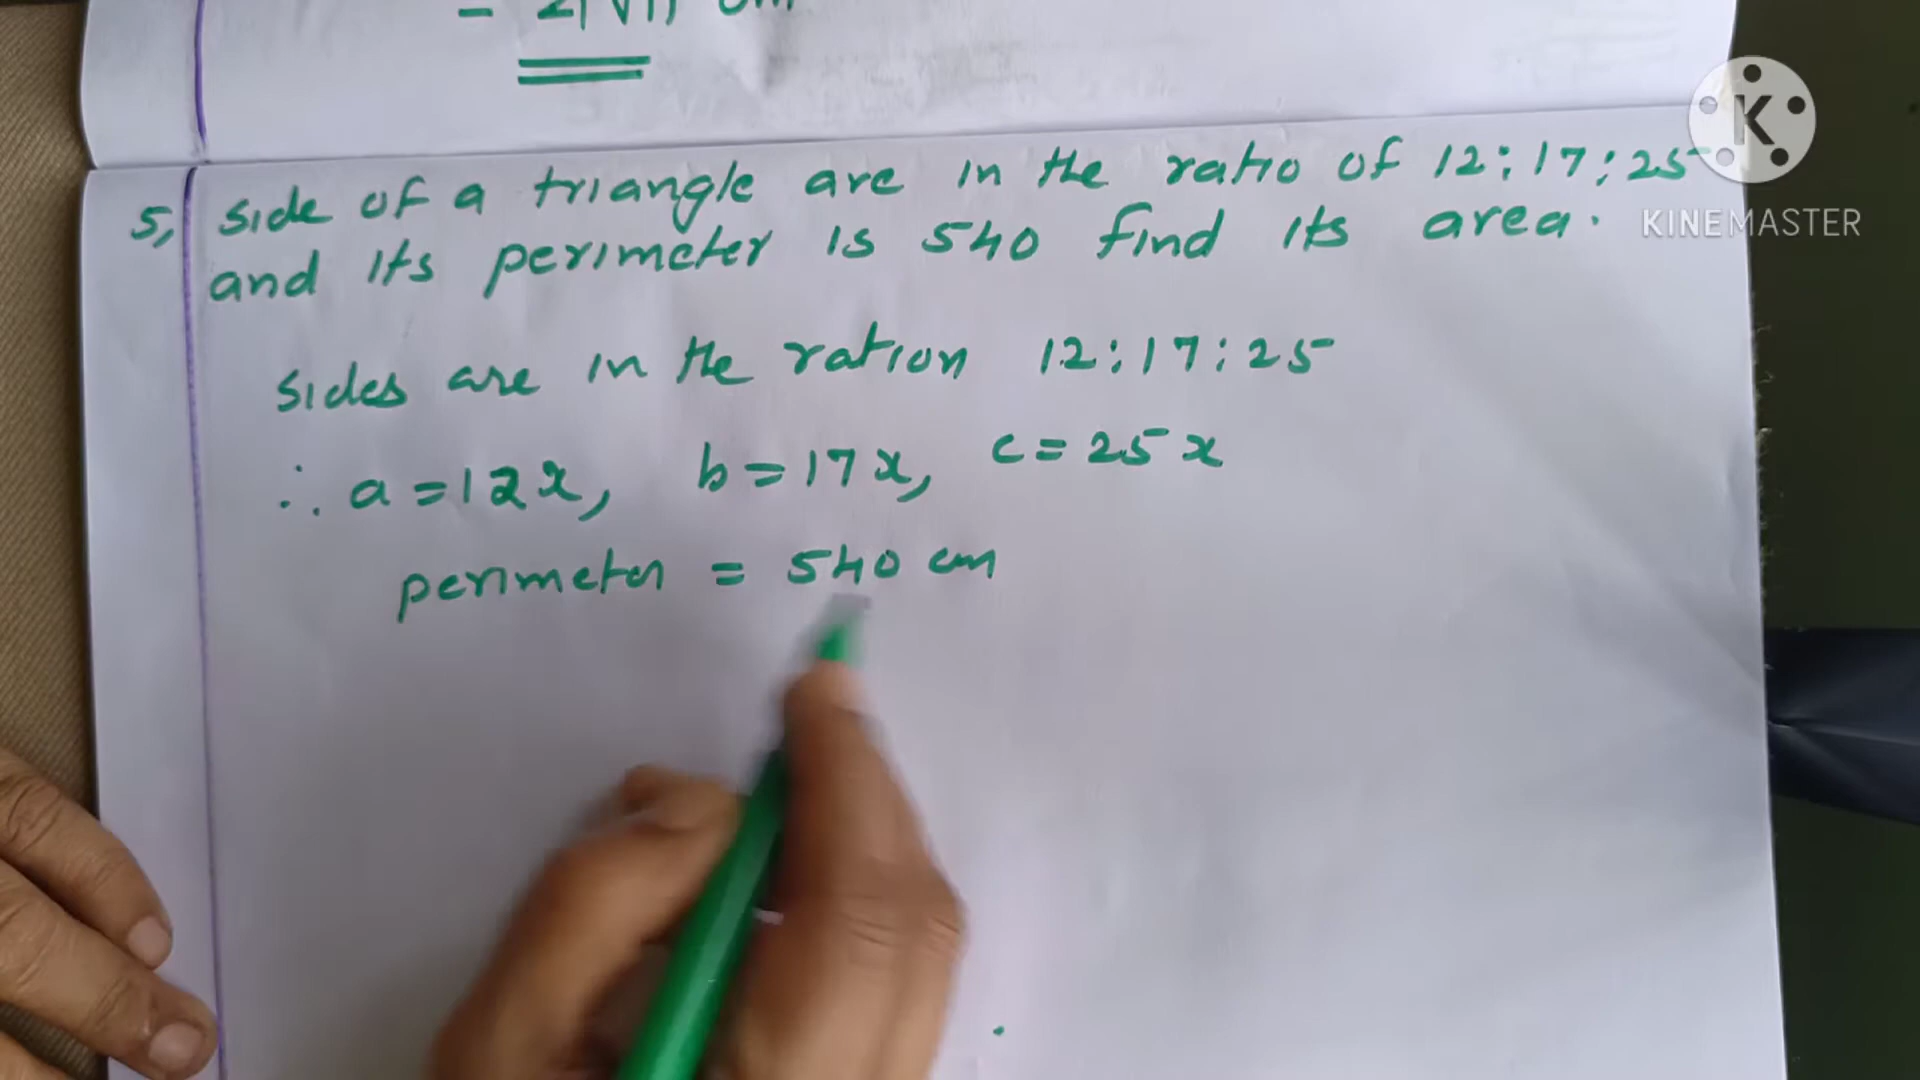 5, side of a triangle are in the ratio of 12:17:25
and its perimeter is 540 find its area.
sides are in the ration 12:17:25
∴ a=12x, b=17x, c=25x
perimeter = 540 cm
K
KINEMASTER